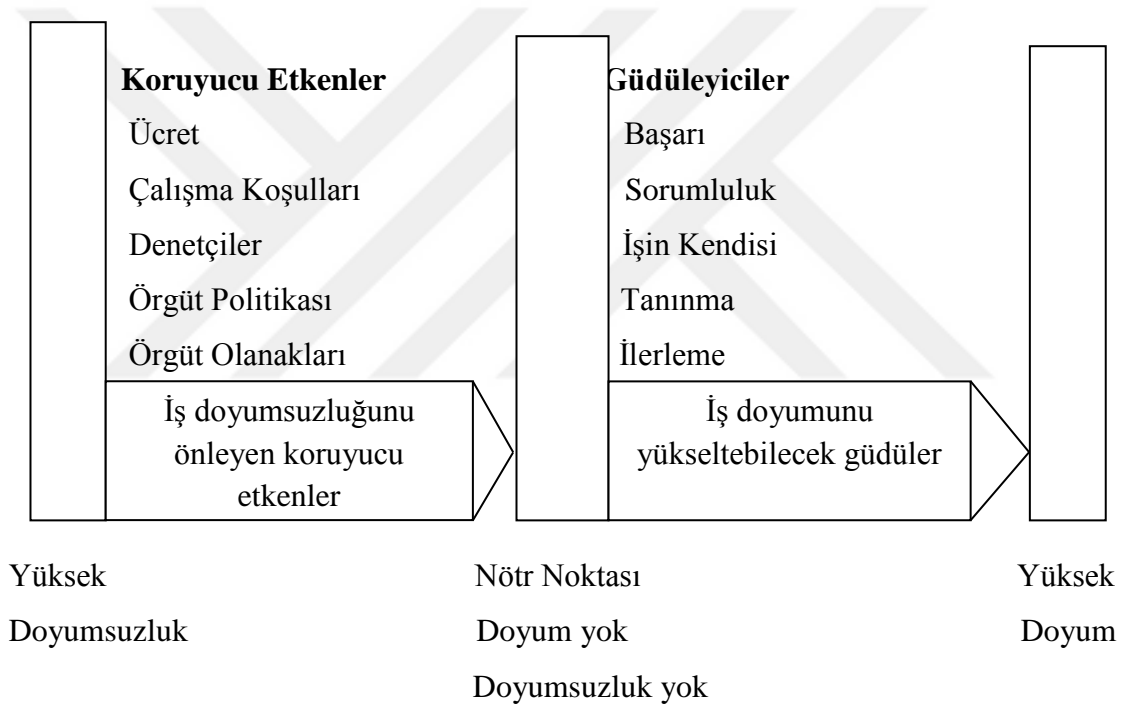 Koruyucu Etkenler
Ücret
Çalışma Koşulları
Denetçiler
Örgüt Politikası
Örgüt Olanakları
İş doyumsuzluğunu
önleyen koruyucu
etkenler
Güdüleyiciler
Başarı
Sorumluluk
İşin Kendisi
Tanınma
İlerleme
İş doyumunu
yükseltebilecek güdüler
Yüksek
Doyumsuzluk
Nötr Noktası
Doyum yok
Doyumsuzluk yok
Yüksek
Doyum